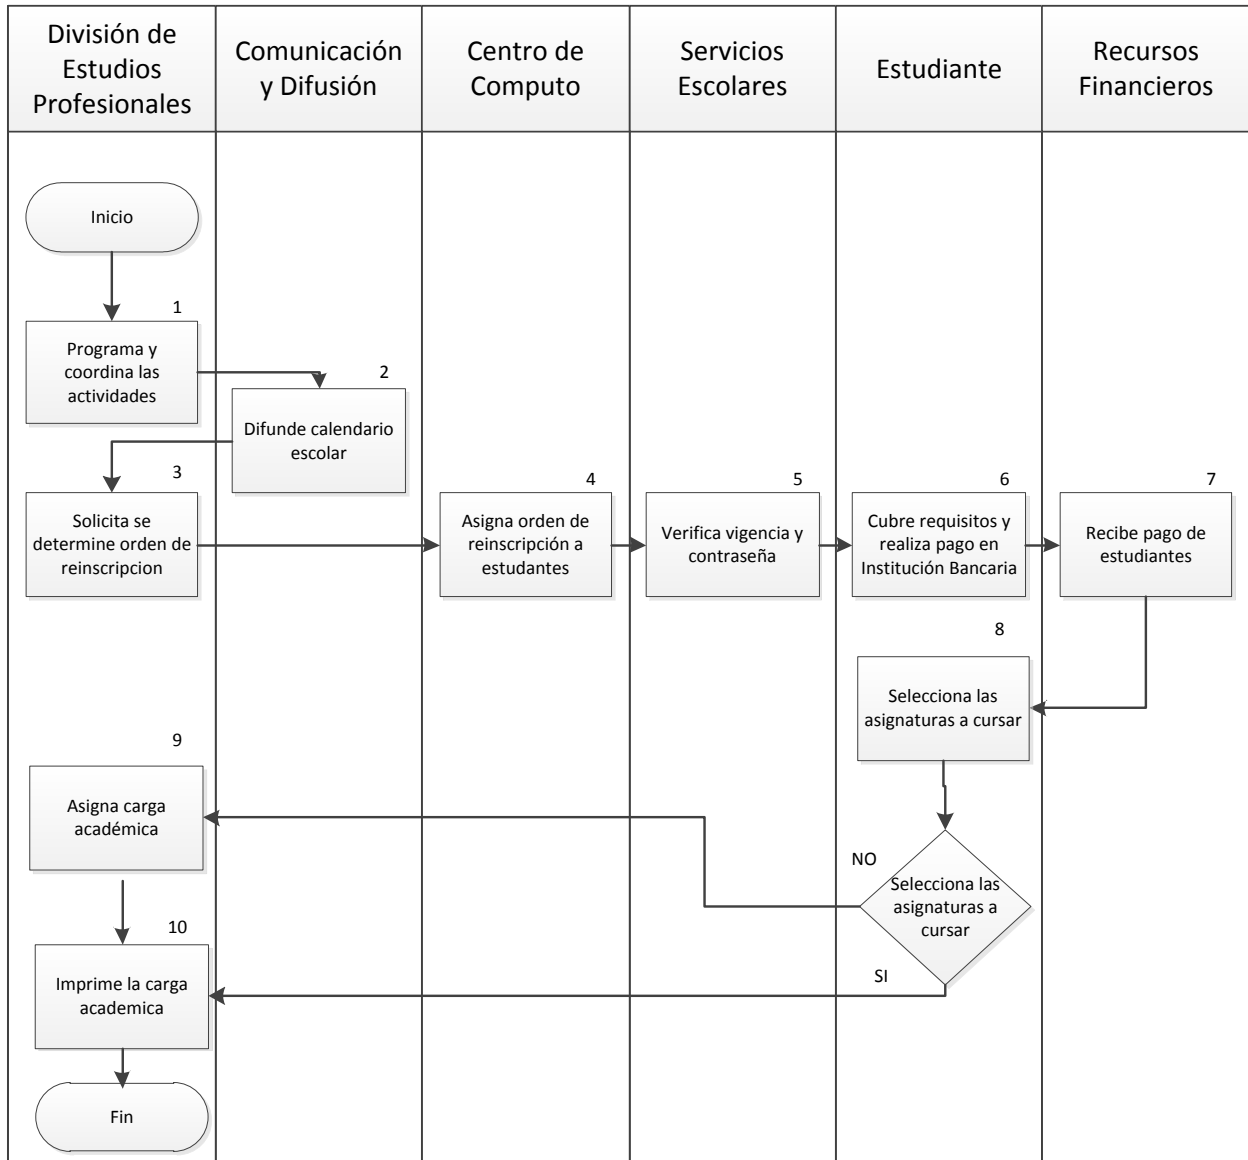 División de
Estudios
Profesionales
Comunicación
y Difusión
Centro de
Computo
Servicios
Escolares
Estudiante
Recursos
Financieros
Inicio
1
Programa y
coordina las
actividades
2
Difunde calendario
escolar
3
Solicita se
determine orden de
reinscripcion
4
Asigna orden de
reinscripción a
estudantes
5
Verifica vigencia y
contraseña
6
Cubre requisitos y
realiza pago en
Institución Bancaria
7
Recibe pago de
estudiantes
8
Selecciona las
asignaturas a cursar
NO
Selecciona las
asignaturas a
cursar
SI
9
Asigna carga
académica
10
Imprime la carga
academica
Fin